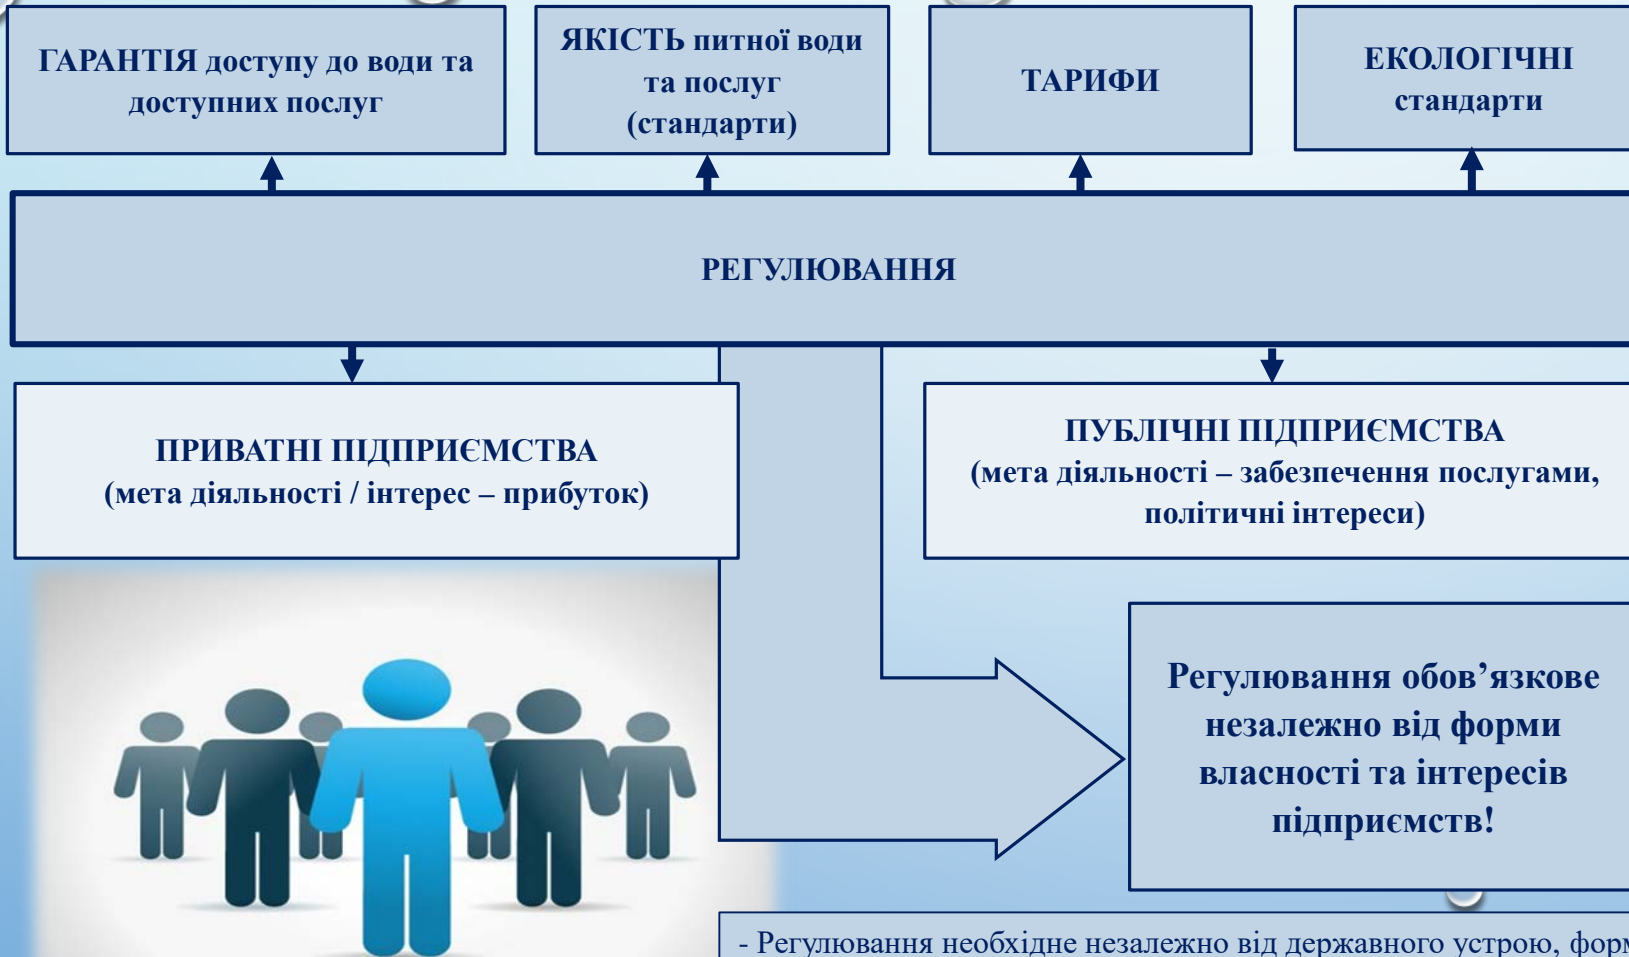 ГАРАНТІЯ доступу до води та
доступних послуг
ЯКІСТЬ питної води
та послуг
(стандарти)
ТАРИФИ
ЕКОЛОГІЧНІ
стандарти
РЕГУЛЮВАННЯ
ПРИВАТНІ ПІДПРИЄМСТВА
(мета діяльності / інтерес – прибуток)
ПУБЛІЧНІ ПІДПРИЄМСТВА
(мета діяльності – забезпечення послугами,
політичні інтереси)
Регулювання обов’язкове
незалежно від форми
власності та інтересів
підприємств!
- Регулювання необхідне незалежно від державного устрою,